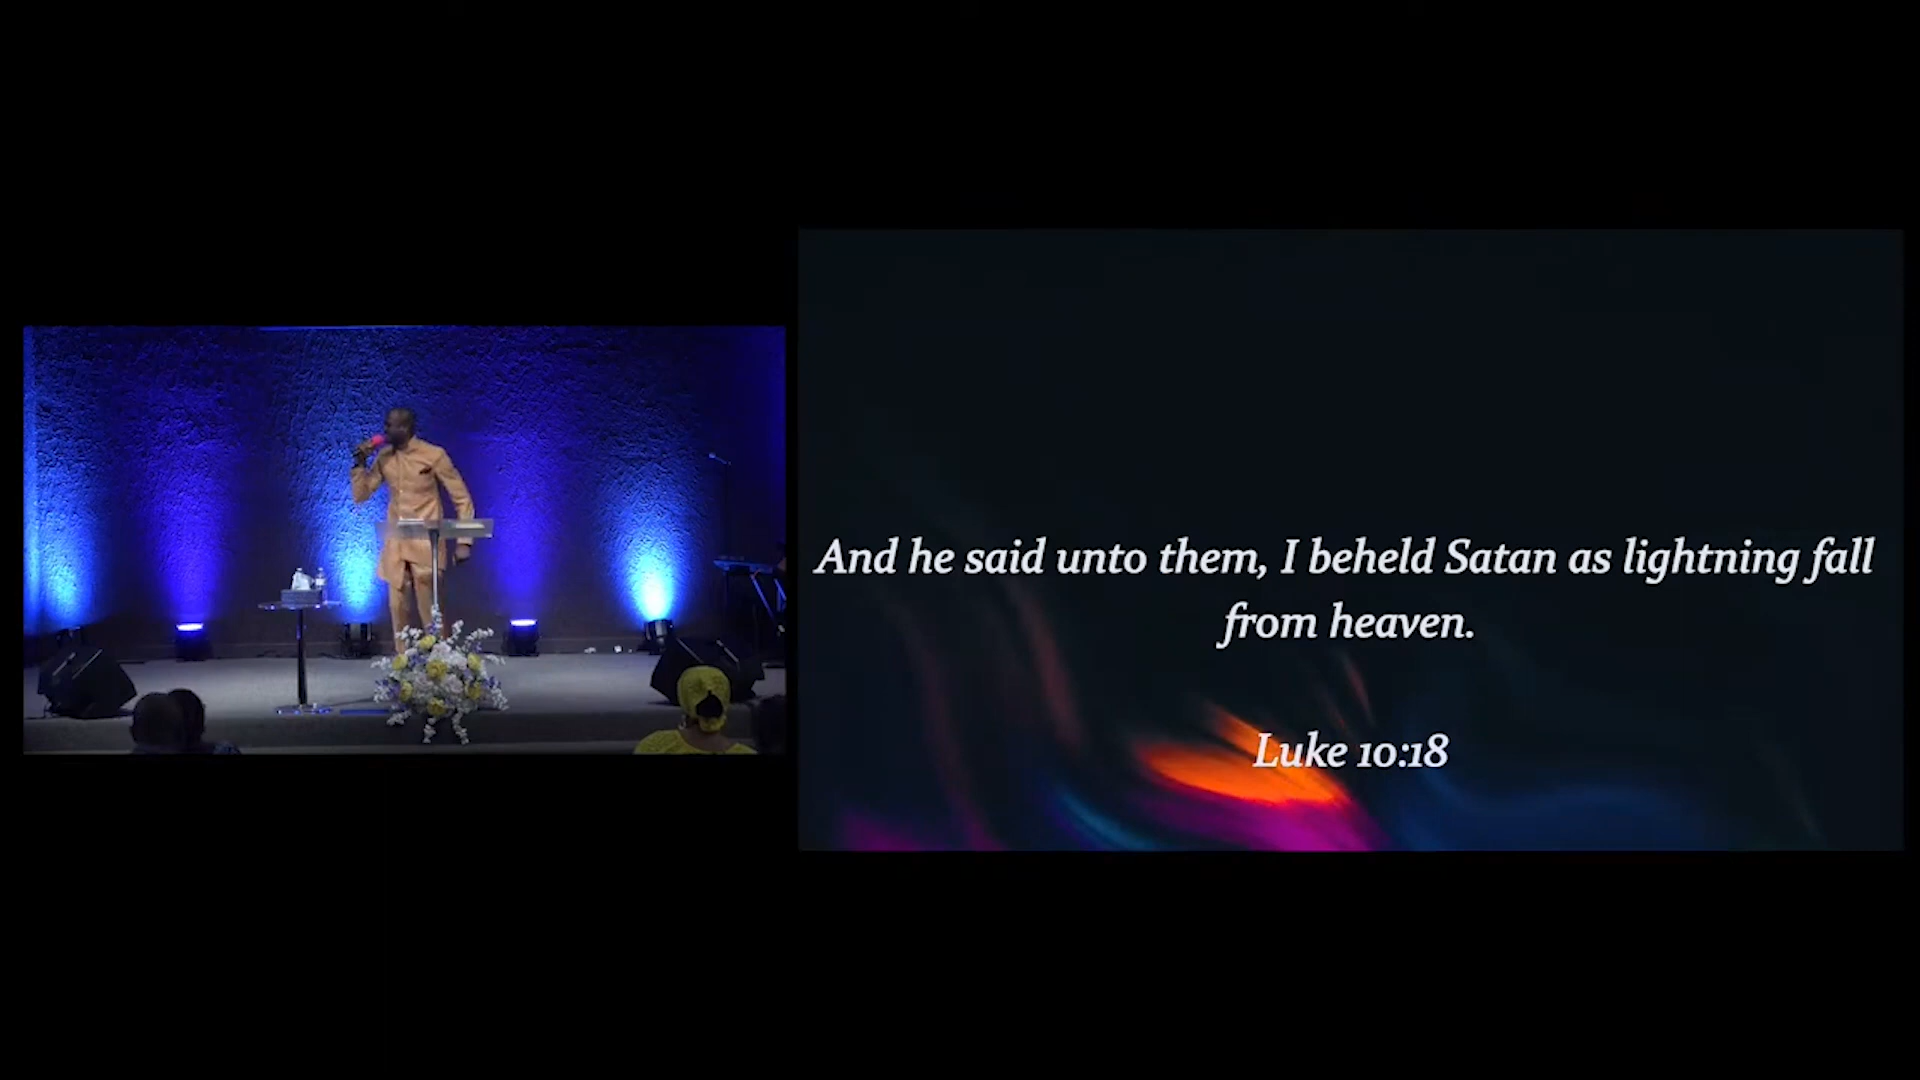 And he said unto them, I beheld Satan as lightning fall
from heaven.
Luke 10:18